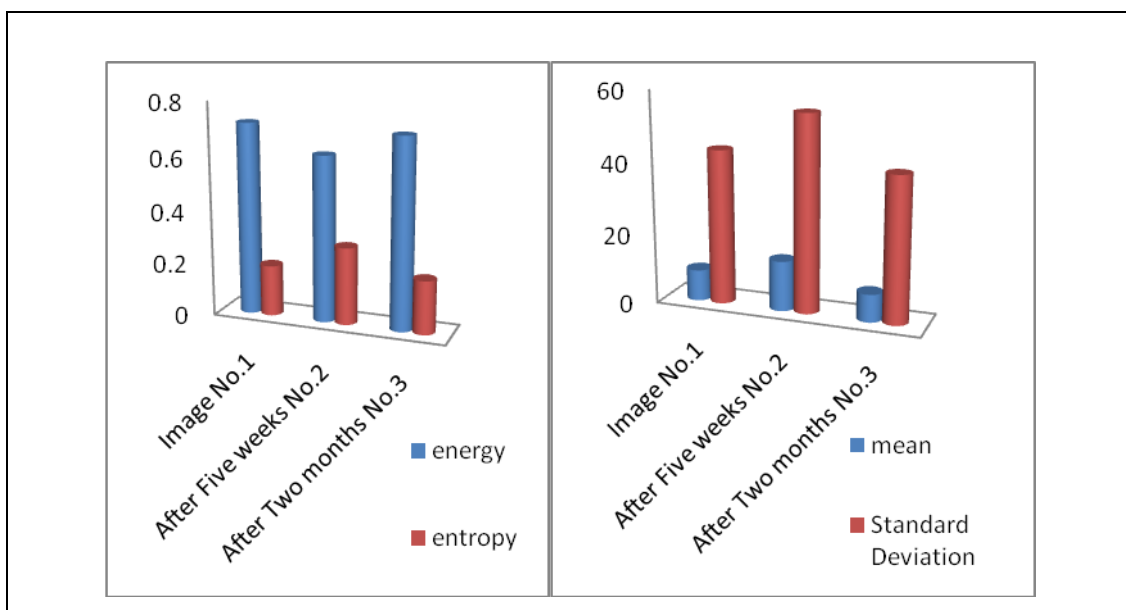 0.8
0.6
0.4
0.2
0
Image No.1
After Five weeks No.2
After Two months No.3
energy
entropy
60
40
20
0
Image No.1
After Five weeks No.2
After Two months No.3
mean
Standard
Deviation